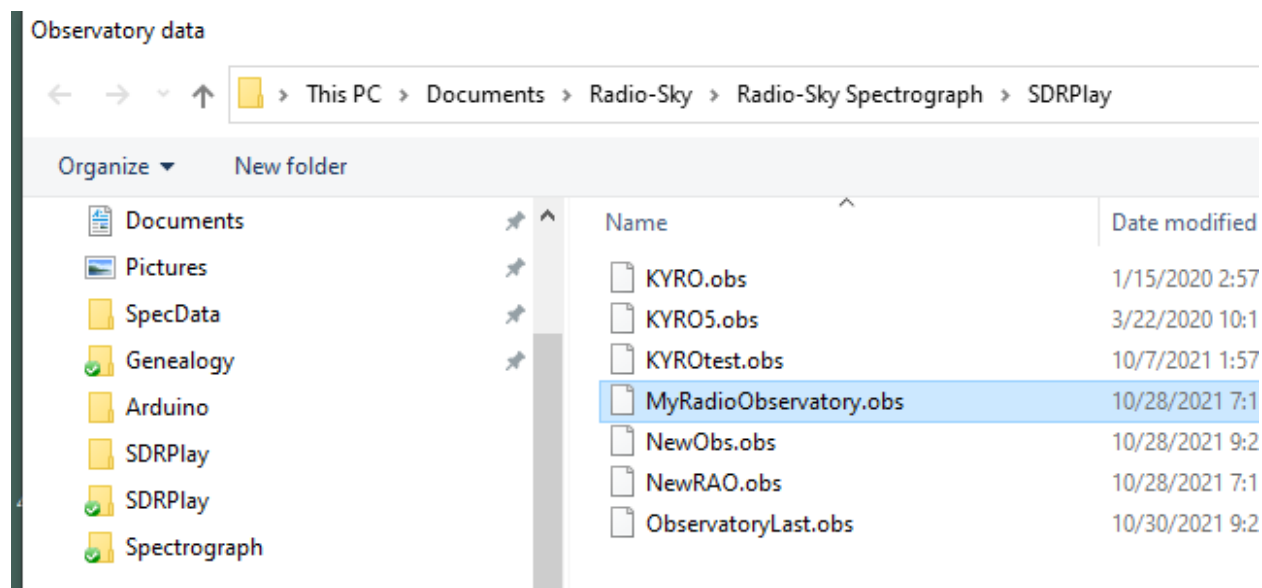 Observatory data
This PC > Documents > Radio-Sky > Radio-Sky Spectrograph > SDRPlay
Organize New folder
Documents
Pictures
SpecData
Genealogy
Arduino
SDRPlay
SDRPlay
Spectrograph
Name Date modified
KYRO.obs 1/15/2020 2:57
KYRO5.obs 3/22/2020 10:1
KYROtest.obs 10/7/2021 1:57
MyRadioObservatory.obs 10/28/2021 7:1
NewObs.obs 10/28/2021 9:2
NewRAO.obs 10/28/2021 7:1
ObservatoryLast.obs 10/30/2021 9:2